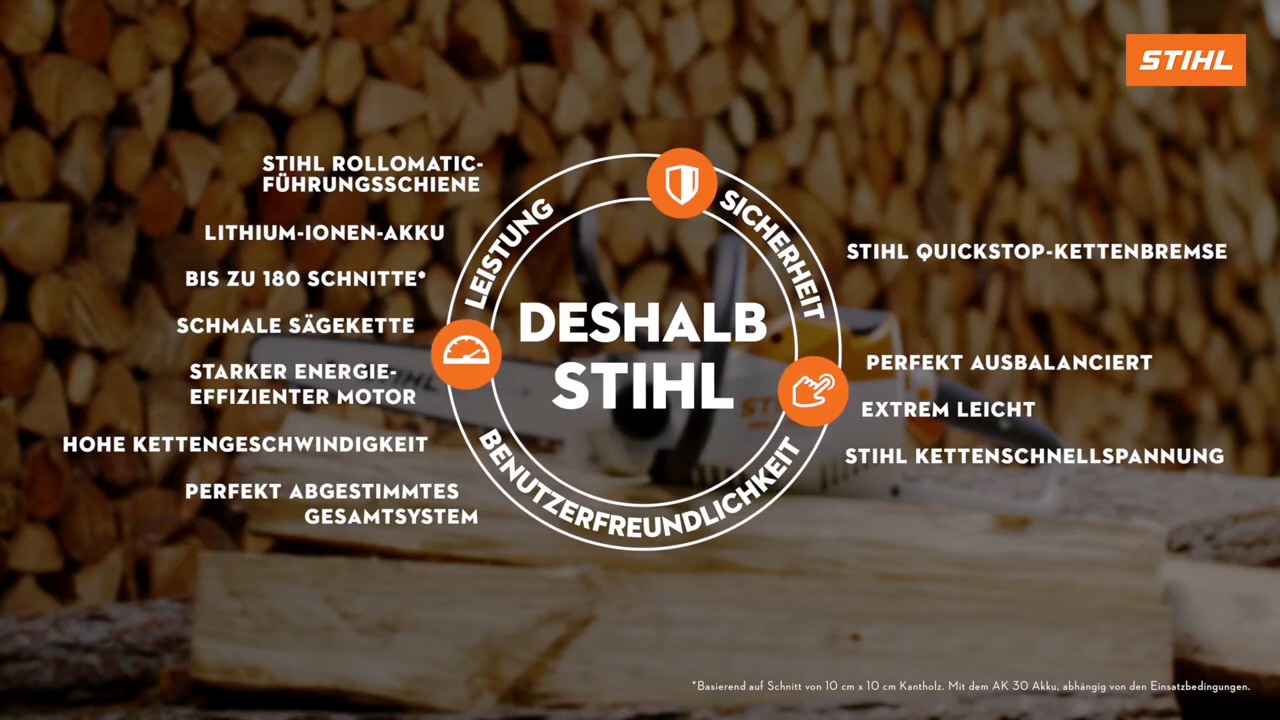 STIHL
STIHL ROLLOMATIC-
FÜHRUNGSSCHIENE
LITHIUM-IONEN-AKKU
BIS ZU 180 SCHNITTE*
SCHMALE SÄGEKETTE
STARKER ENERGIE-
EFFIZIENTER MOTOR
HOHE KETTENGESCHWINDIGKEIT
PERFEKT ABGESTIMMTES
GESAMTSYSTEM
LEISTUNG
SICHERHEIT
BENUTZERFREUNDLICHKEIT
DESHALB
STIHL
STIHL QUICKSTOP-KETTENBREMSE
PERFEKT AUSBALANCIERT
EXTREM LEICHT
STIHL KETTENSCHNELLSPANNUNG
*Basierend auf Schnitt von 10 cm x 10 cm Kantholz. Mit dem AK 30 Akku, abhängig von den Einsatzbedingungen.